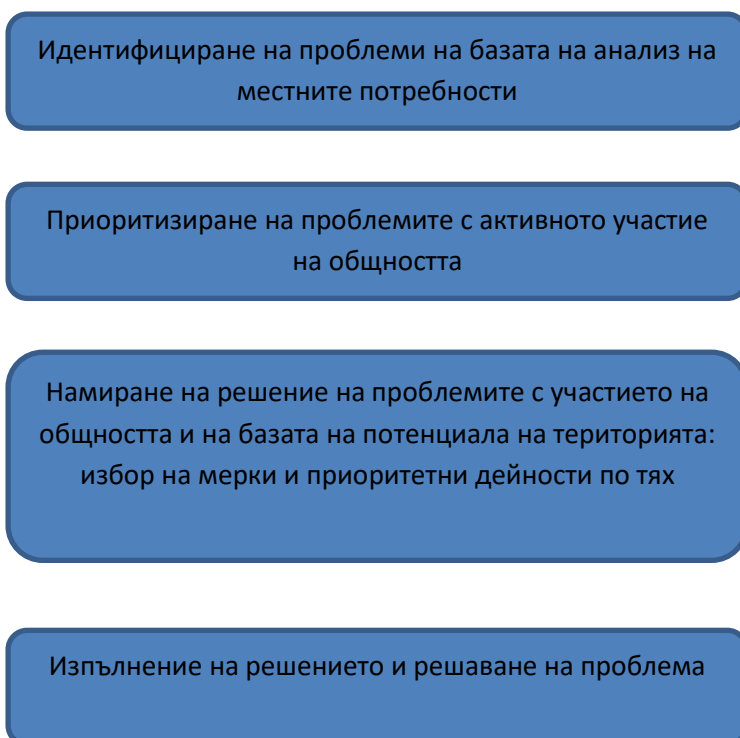 Идентифициране на проблеми на базата на анализ на
местните потребности
Приоритизиране на проблемите с активното участие
на общността
Намиране на решение на проблемите с участието на
общността и на базата на потенциала на територията:
избор на мерки и приоритетни дейности по тях
Изпълнение на решението и решаване на проблема